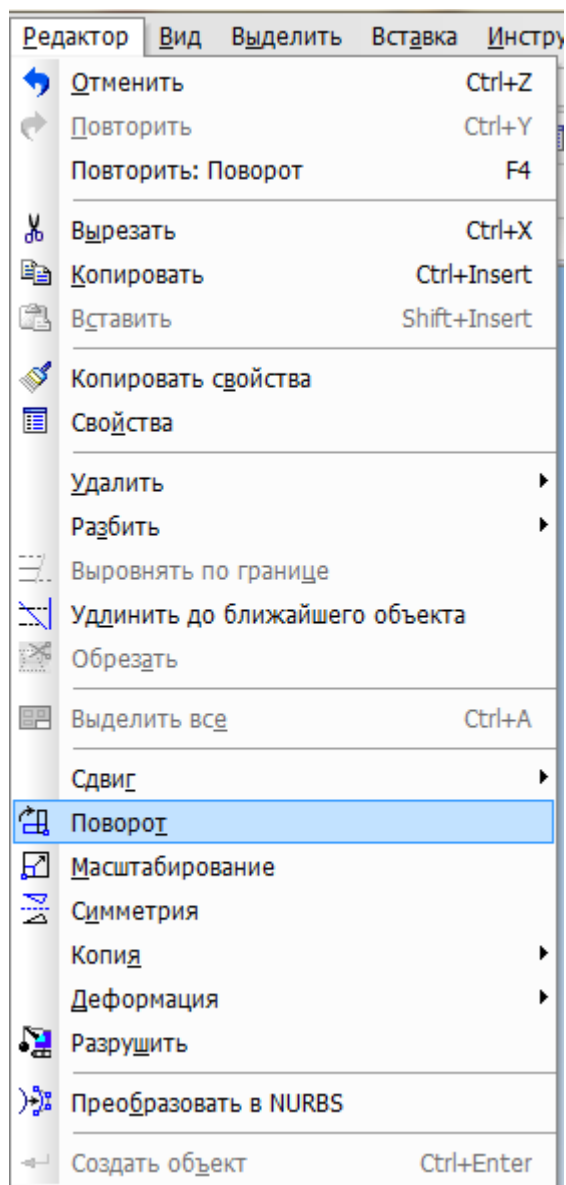 Редактор Вид Выделить Вставка Инстру
Отменить Ctrl+Z
Повторить Ctrl+Y
Повторить: Поворот F4
Вырезать Ctrl+X
Копировать Ctrl+Insert
Вставить Shift+Insert
Копировать свойства
Свойства
Удалить
Разбить
Выровнять по границе
Удлинить до ближайшего объекта
Обрезать
Выделить все Ctrl+A
Сдвиг
Поворот
Масштабирование
Симметрия
Копия
Деформация
Разрушить
Преобразовать в NURBS
Создать объект Ctrl+Enter